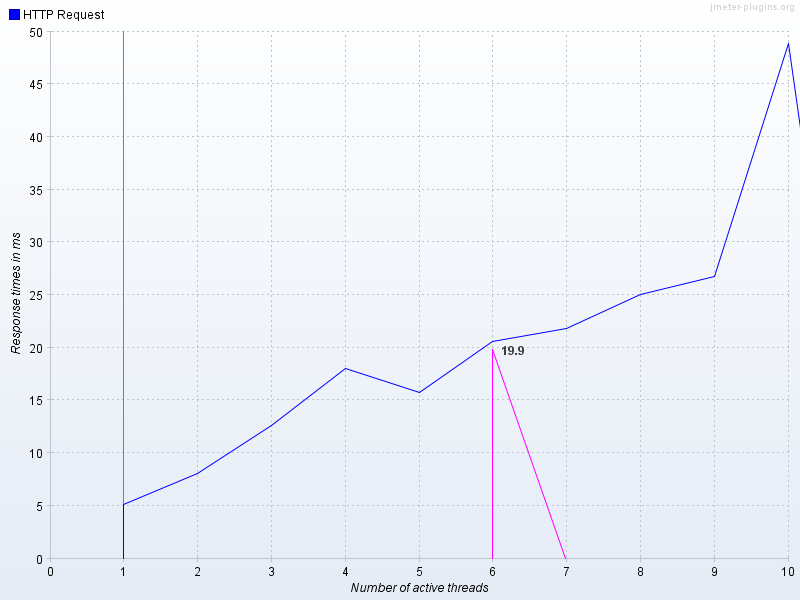 jmeter-plugins.org
HTTP Request
50
45
40
35
30
25
20
15
10
5
0
Response times in ms
19.9
0 1 2 3 4 5 6 7 8 9 10
Number of active threads